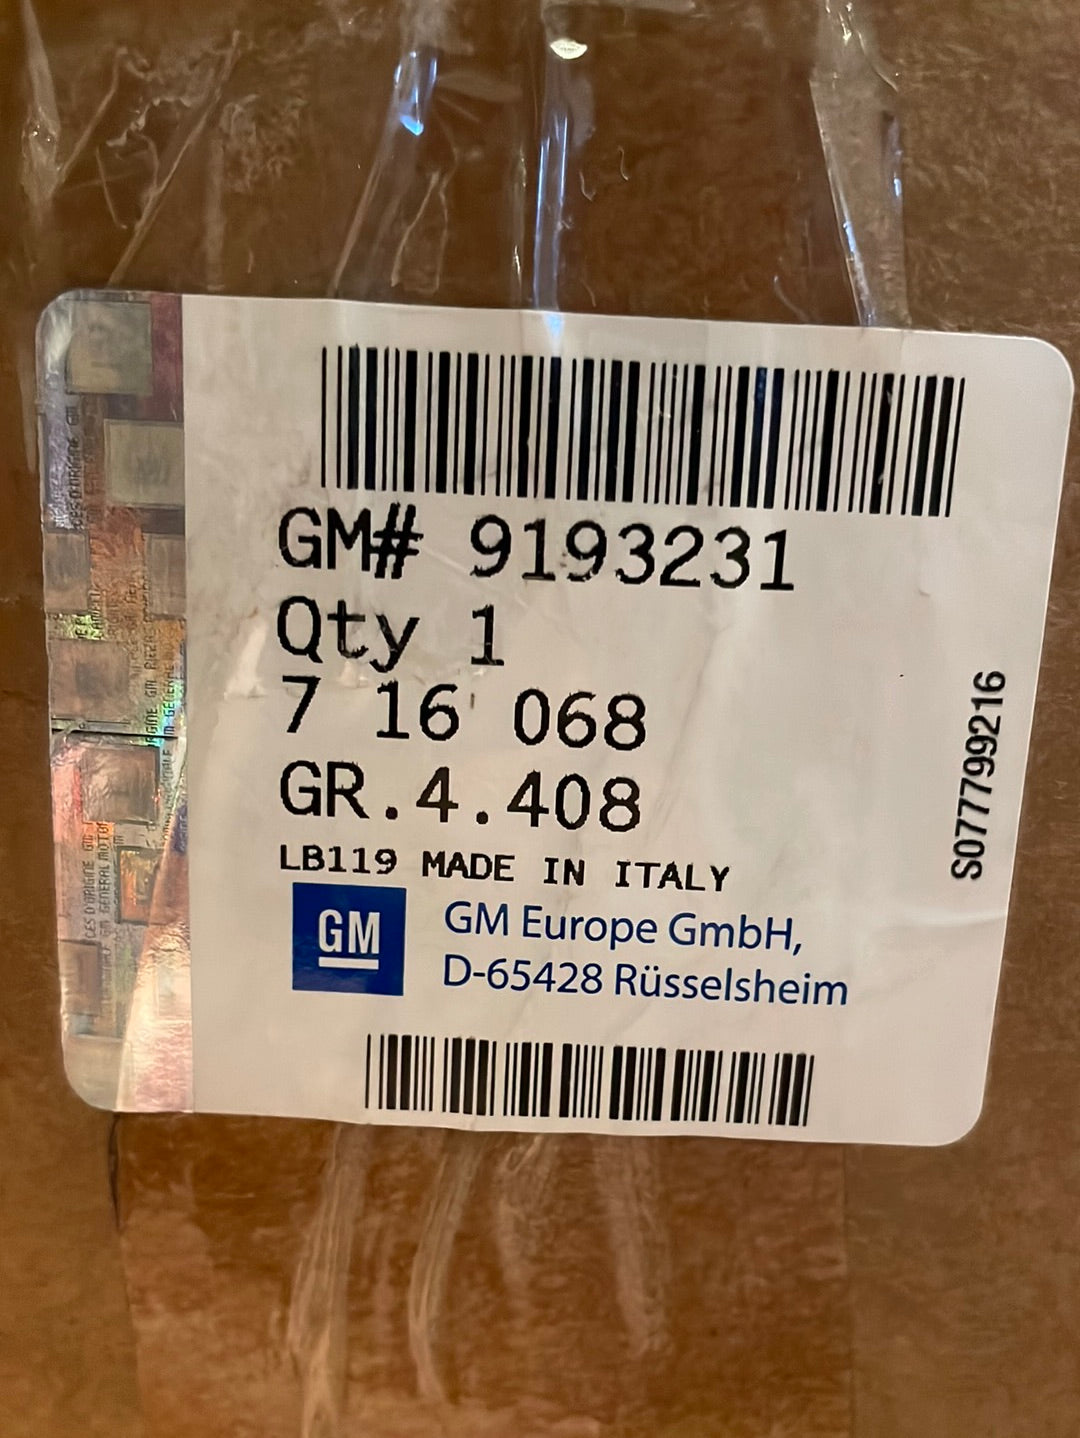 GM# 9193231
Qty 1
7 16 068
GR.4.408
LB119 MADE IN ITALY
GM
GM Europe GmbH,
D-65428 Rüsselsheim
S077799216